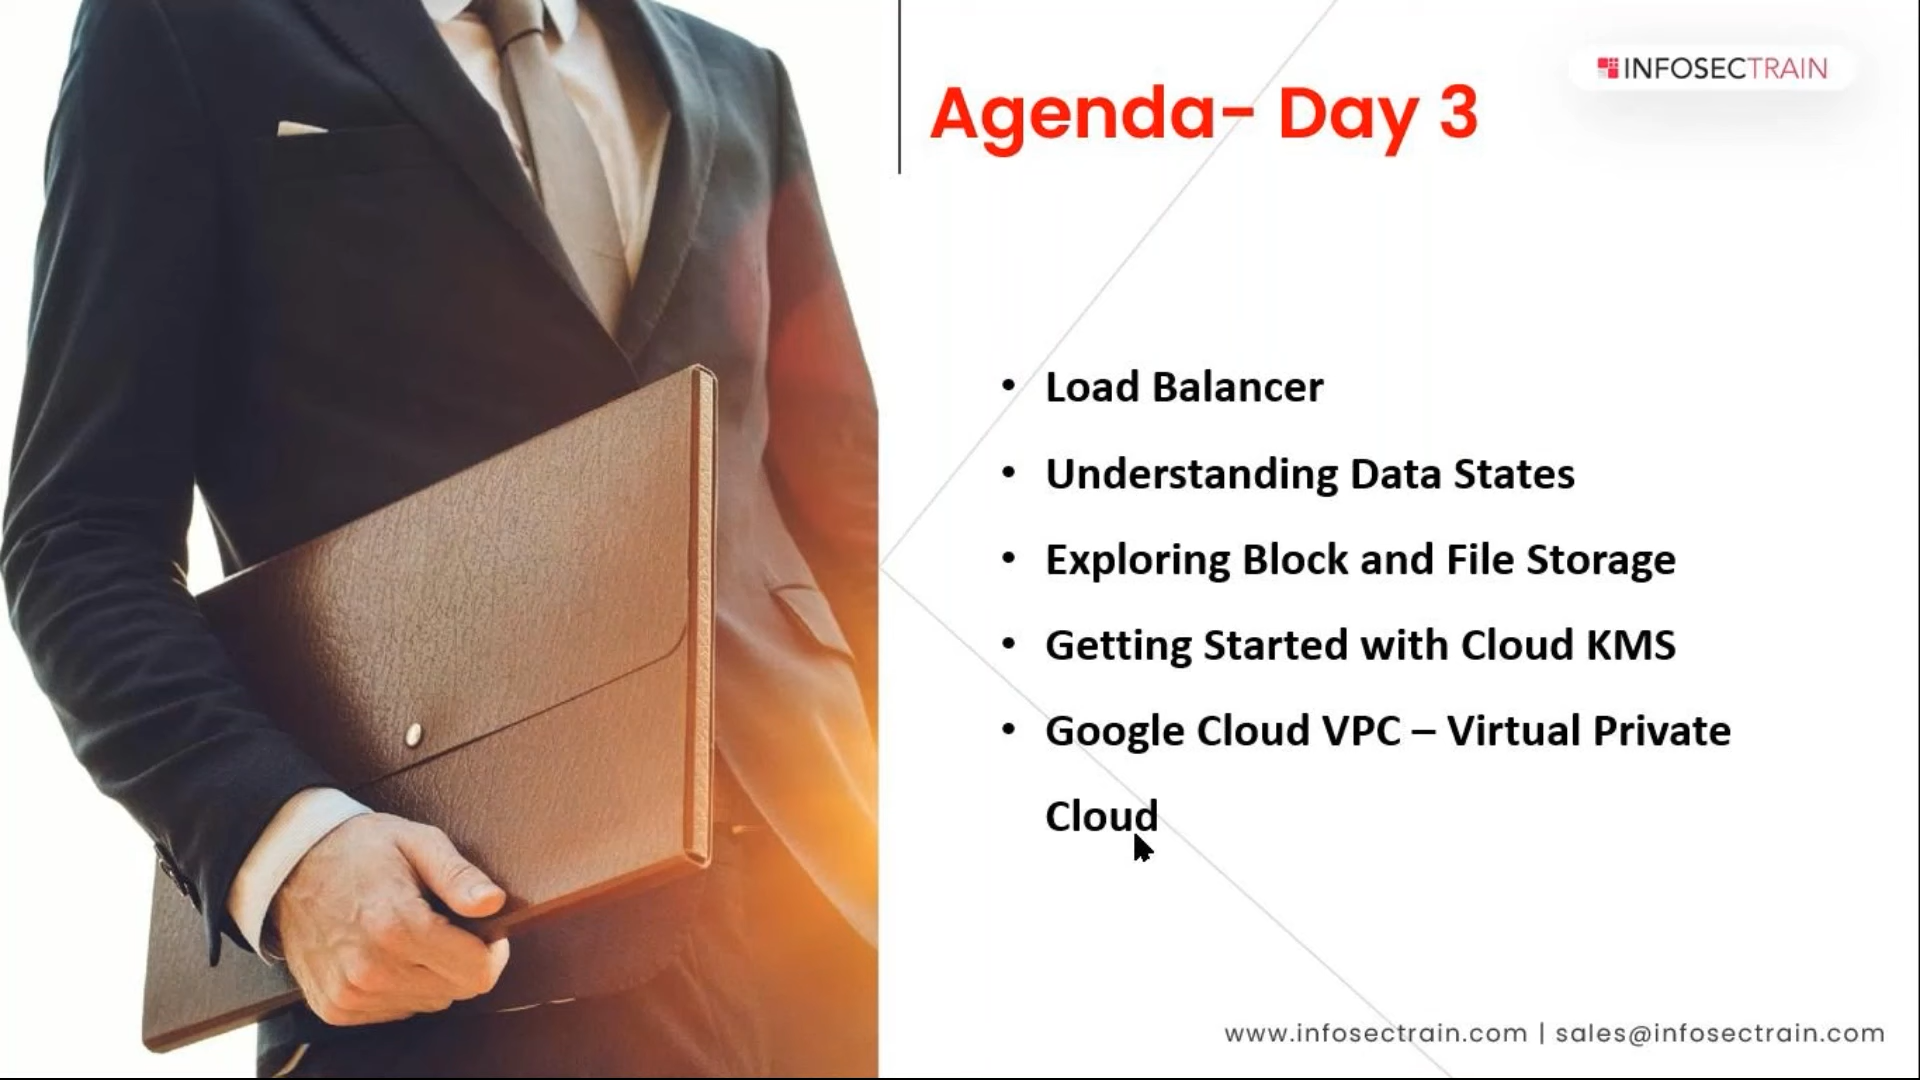 INFOSECTRAIN
Agenda- Day 3
• Load Balancer
• Understanding Data States
• Exploring Block and File Storage
• Getting Started with Cloud KMS
• Google Cloud VPC – Virtual Private
Cloud
www.infosectrain.com | sales@infosectrain.com